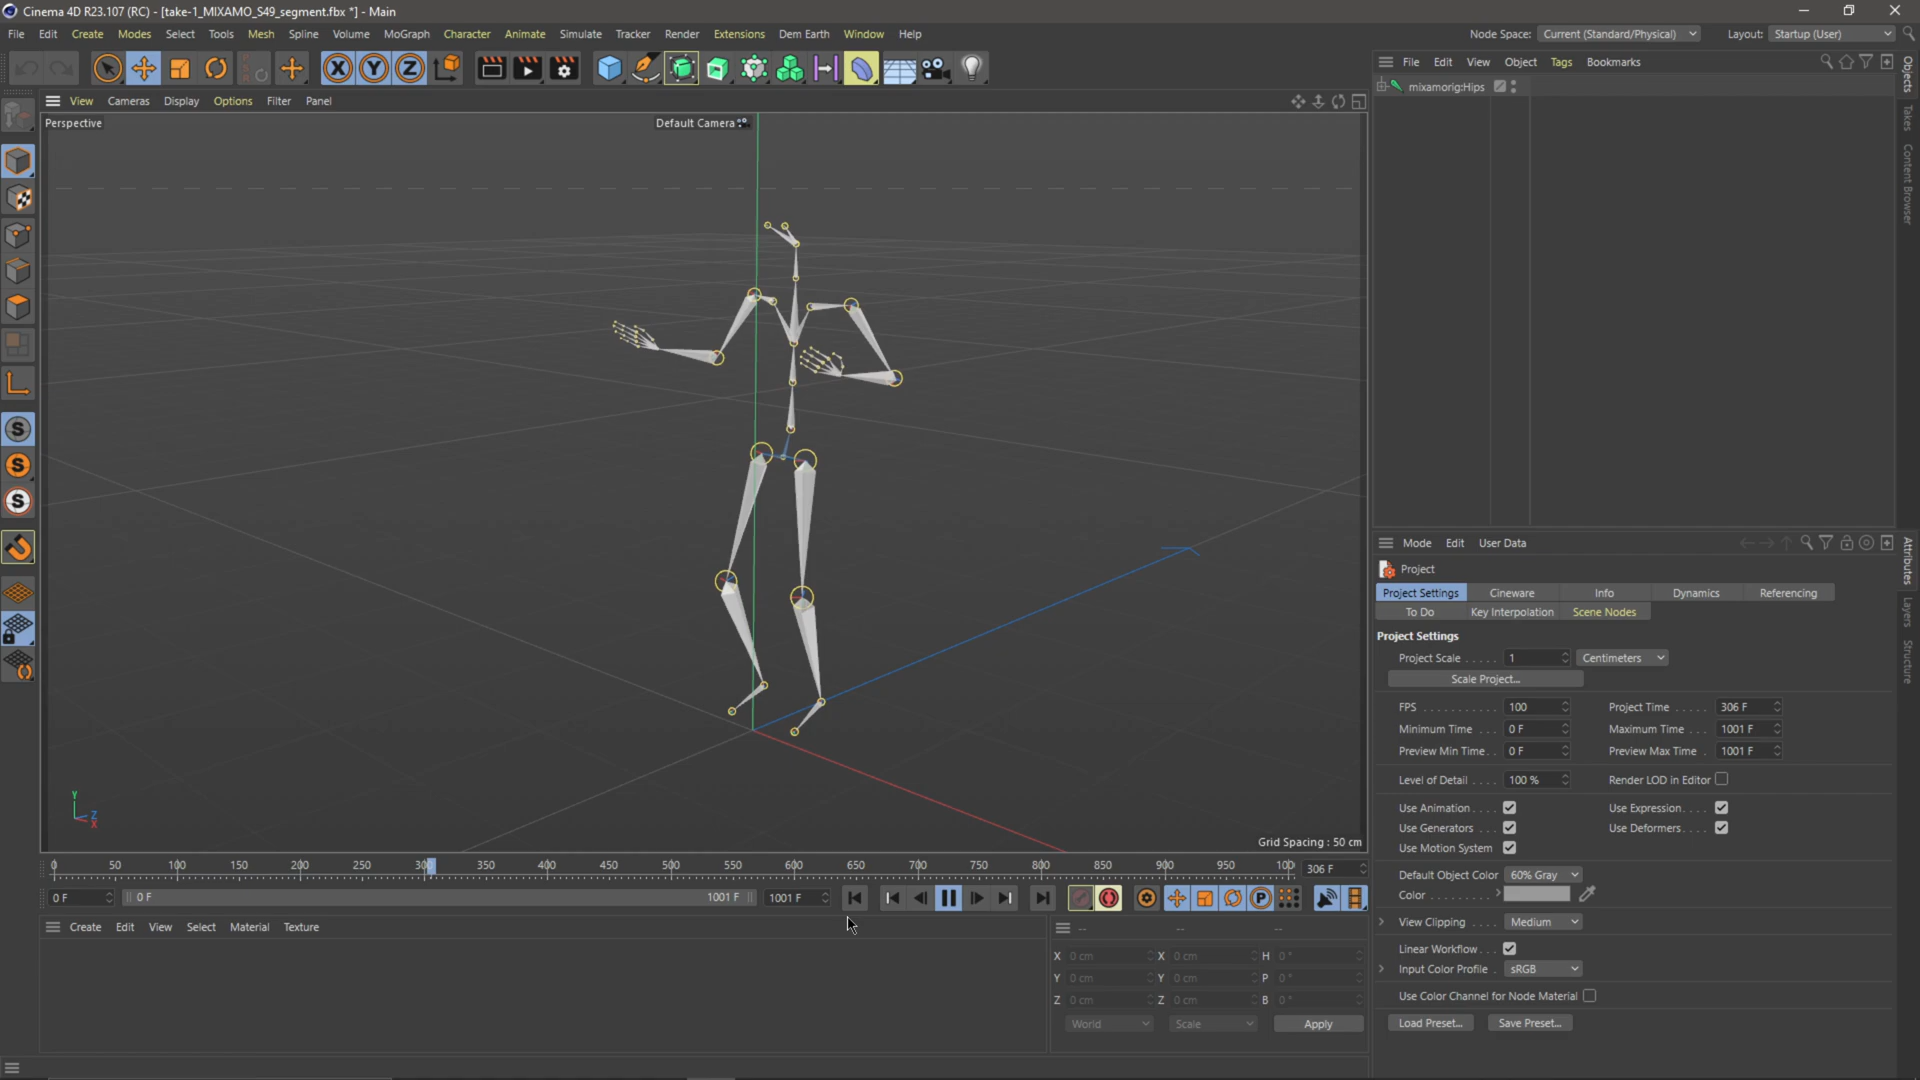 Cinema 4D R23.107 (RC) - [take-1_MIXAMO_S49_segment.fbx *] - Main
File Edit Create Modes Select Tools Mesh Spline Volume MoGraph Character Animate Simulate Tracker Render Extensions Dem Earth Window Help
Node Space: Current (Standard/Physical) Layout: Startup (User)
X Y Z
File Edit View Object Tags Bookmarks
mixamorig:Hips
View Cameras Display Options Filter Panel
Perspective
Default Camera
S
S
S
Objects
Takes
Content Browser
Mode Edit User Data
Project
Project Settings Cineware Info Dynamics Referencing
To Do Key Interpolation Scene Nodes
Project Settings
Project Scale . . . . . 1 Centimeters
Scale Project...
FPS . . . . . . . . . . . 100 Project Time . . . . . 306 F
Minimum Time . . 0 F Maximum Time . . . 1001 F
Preview Min Time. . 0 F Preview Max Time . 1001 F
Level of Detail . . . . 100 % Render LOD in Editor
Use Animation . . . . Use Expression. . . .
Use Generators . . . Use Deformers. . . .
Use Motion System
Default Object Color 60% Gray
Color
View Clipping . . . . Medium
Linear Workflow. . .
Input Color Profile . sRGB
Use Color Channel for Node Material
Load Preset... Save Preset...
Attributes
Layers
Structure
Y
Z
X
Grid Spacing : 50 cm
0 50 100 150 200 250 300 350 400 450 500 550 600 650 700 750 800 850 900 950 100 306 F
0 F 0 F 1001 F 1001 F P
Create Edit View Select Material Texture
-- -- --
X 0 cm X 0 cm H 0 °
Y 0 cm Y 0 cm P 0 °
Z 0 cm Z 0 cm B 0 °
World Scale Apply